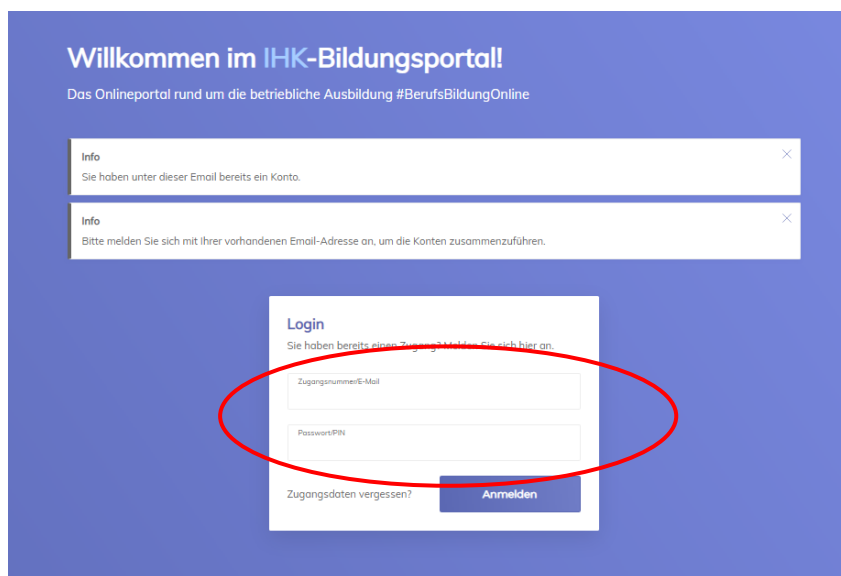 Willkommen im IHK-Bildungsportal!
Das Onlineportal rund um die betriebliche Ausbildung #BerufsBildungOnline
Info
Sie haben unter dieser Email bereits ein Konto.
Info
Bitte melden Sie sich mit Ihrer vorhandenen Email-Adresse an, um die Konten zusammenzuführen.
Login
Sie haben bereits einen Zugang? Melden Sie sich hier an.
Zugangsnummer/E-Mail
Passwort/PIN
Zugangsdaten vergessen?
Anmelden